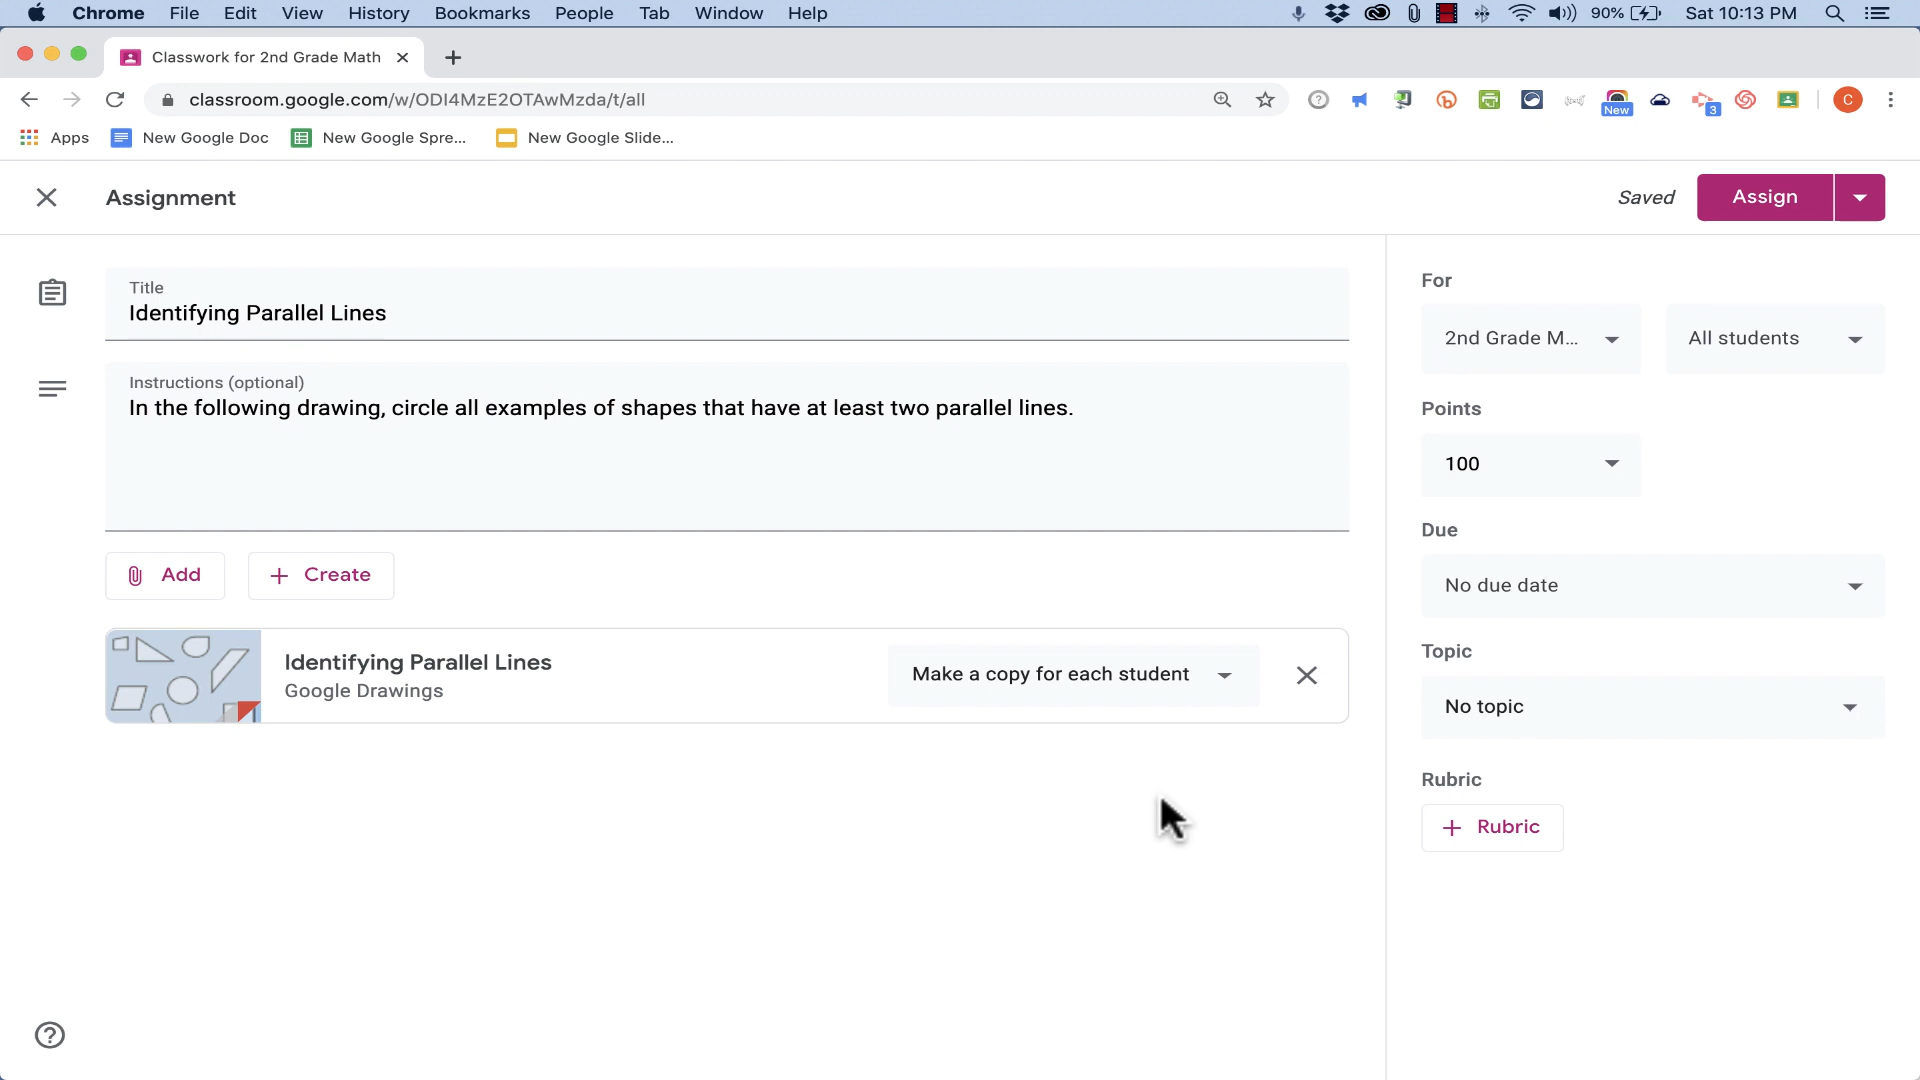 Chrome File Edit View History Bookmarks People Tab Window Help 90% Sat 10:13 PM
Classwork for 2nd Grade Math
classroom.google.com/w/ODI4MzE2OTAwMzda/t/all New 3 C
Apps New Google Doc New Google Spre... New Google Slide...
Assignment Saved Assign
Title
Identifying Parallel Lines
Instructions (optional)
In the following drawing, circle all examples of shapes that have at least two parallel lines.
Add Create
Identifying Parallel Lines
Google Drawings
Make a copy for each student
For
2nd Grade M... All students
Points
100
Due
No due date
Topic
No topic
Rubric
Rubric